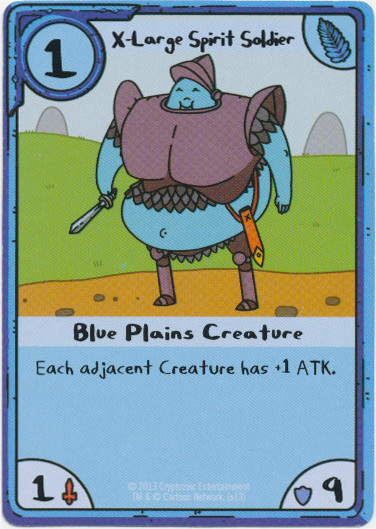 1
X-Large Spirit Soldier
Blue Plains Creature
Each adjacent Creature has +1 ATK.
1
© 2013 Cryptozoic Entertainment
TM & © Cartoon Network. (s13)
9